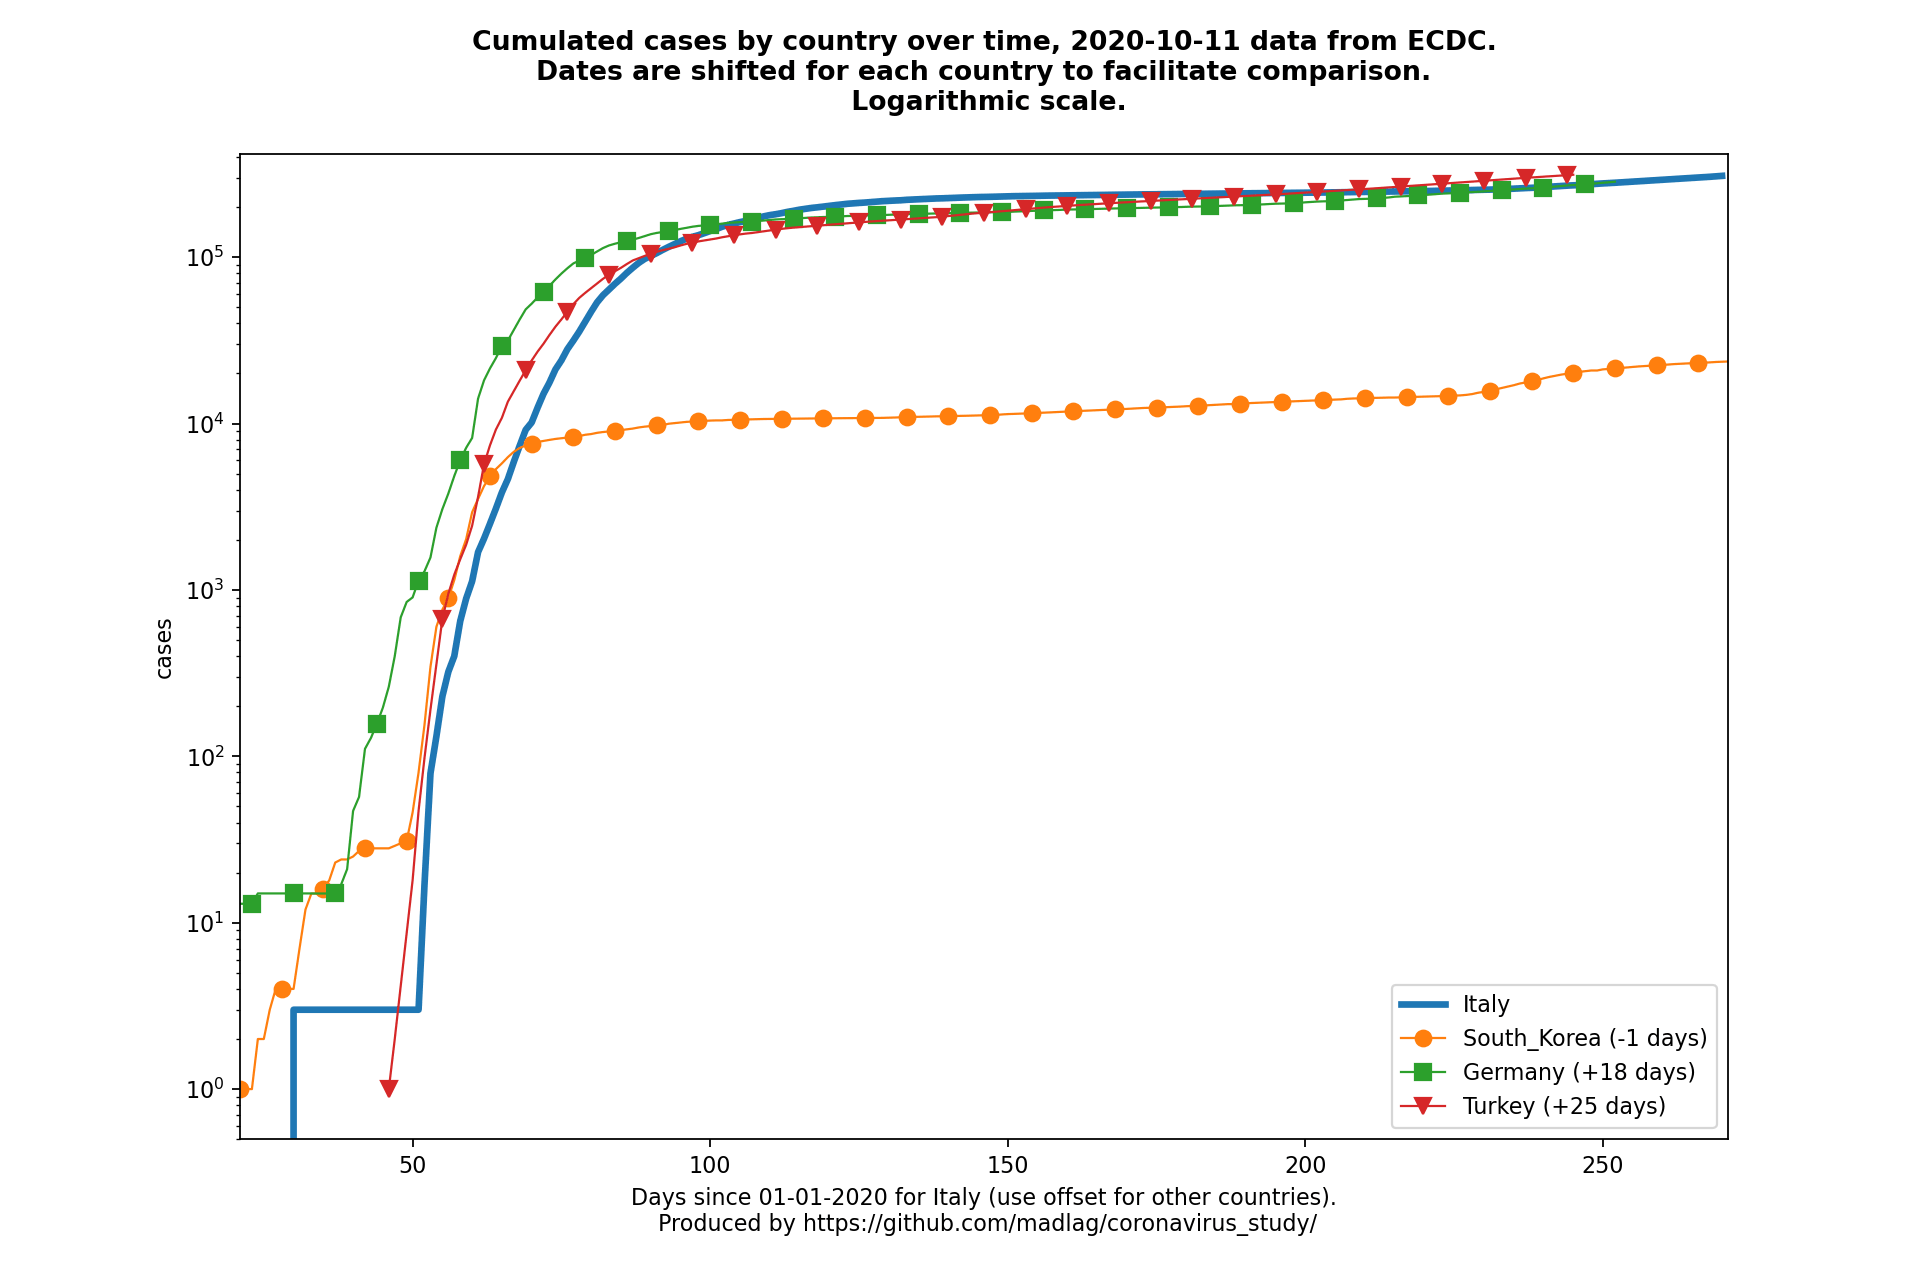 Cumulated cases by country over time, 2020-10-11 data from ECDC.
Dates are shifted for each country to facilitate comparison.
Logarithmic scale.
cases
10^5
10^4
10^3
10^2
10^1
10^0
50 100 150 200 250
Italy
South_Korea (-1 days)
Germany (+18 days)
Turkey (+25 days)
Days since 01-01-2020 for Italy (use offset for other countries).
Produced by https://github.com/madlag/coronavirus_study/